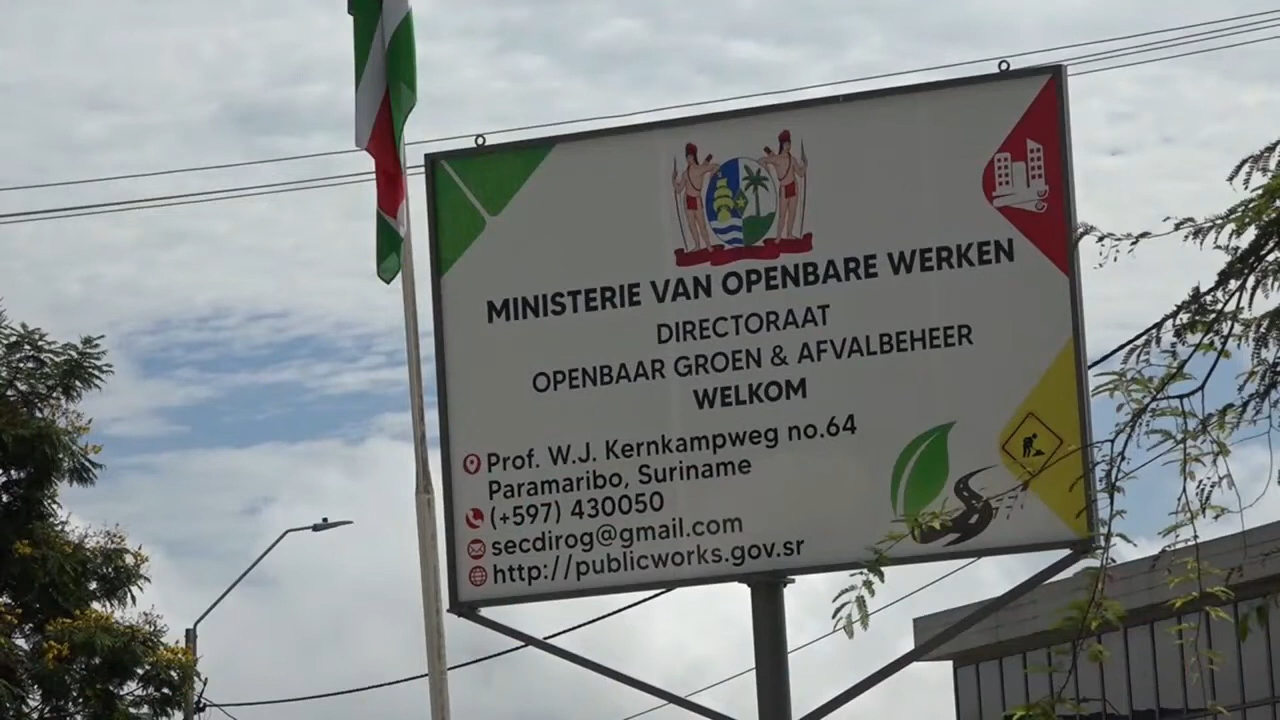 MINISTERIE VAN OPENBARE WERKEN
DIRECTORAAT
OPENBAAR GROEN & AFVALBEHEER
WELKOM
Prof. W.J. Kernkampweg no.64
Paramaribo, Suriname
(+597) 430050
secdirog@gmail.com
http://publicworks.gov.sr